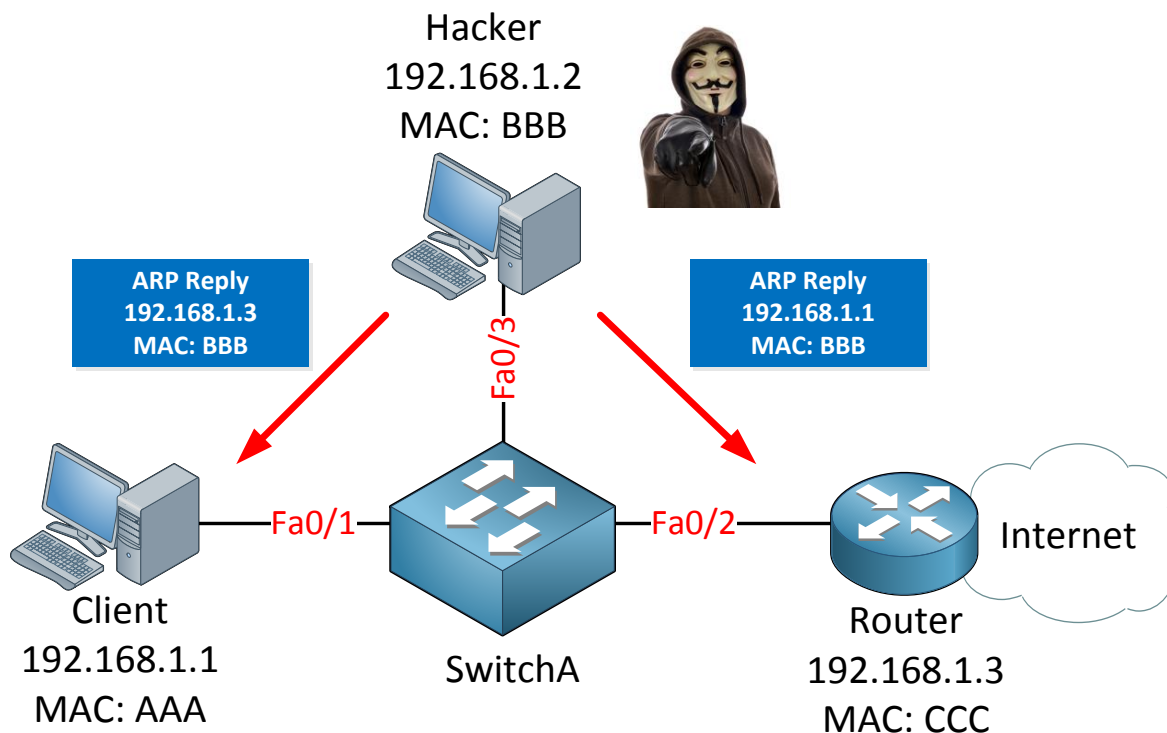 Hacker
192.168.1.2
MAC: BBB
ARP Reply
192.168.1.3
MAC: BBB
ARP Reply
192.168.1.1
MAC: BBB
Fa0/3
Fa0/1
Fa0/2
Internet
Client
192.168.1.1
MAC: AAA
SwitchA
Router
192.168.1.3
MAC: CCC